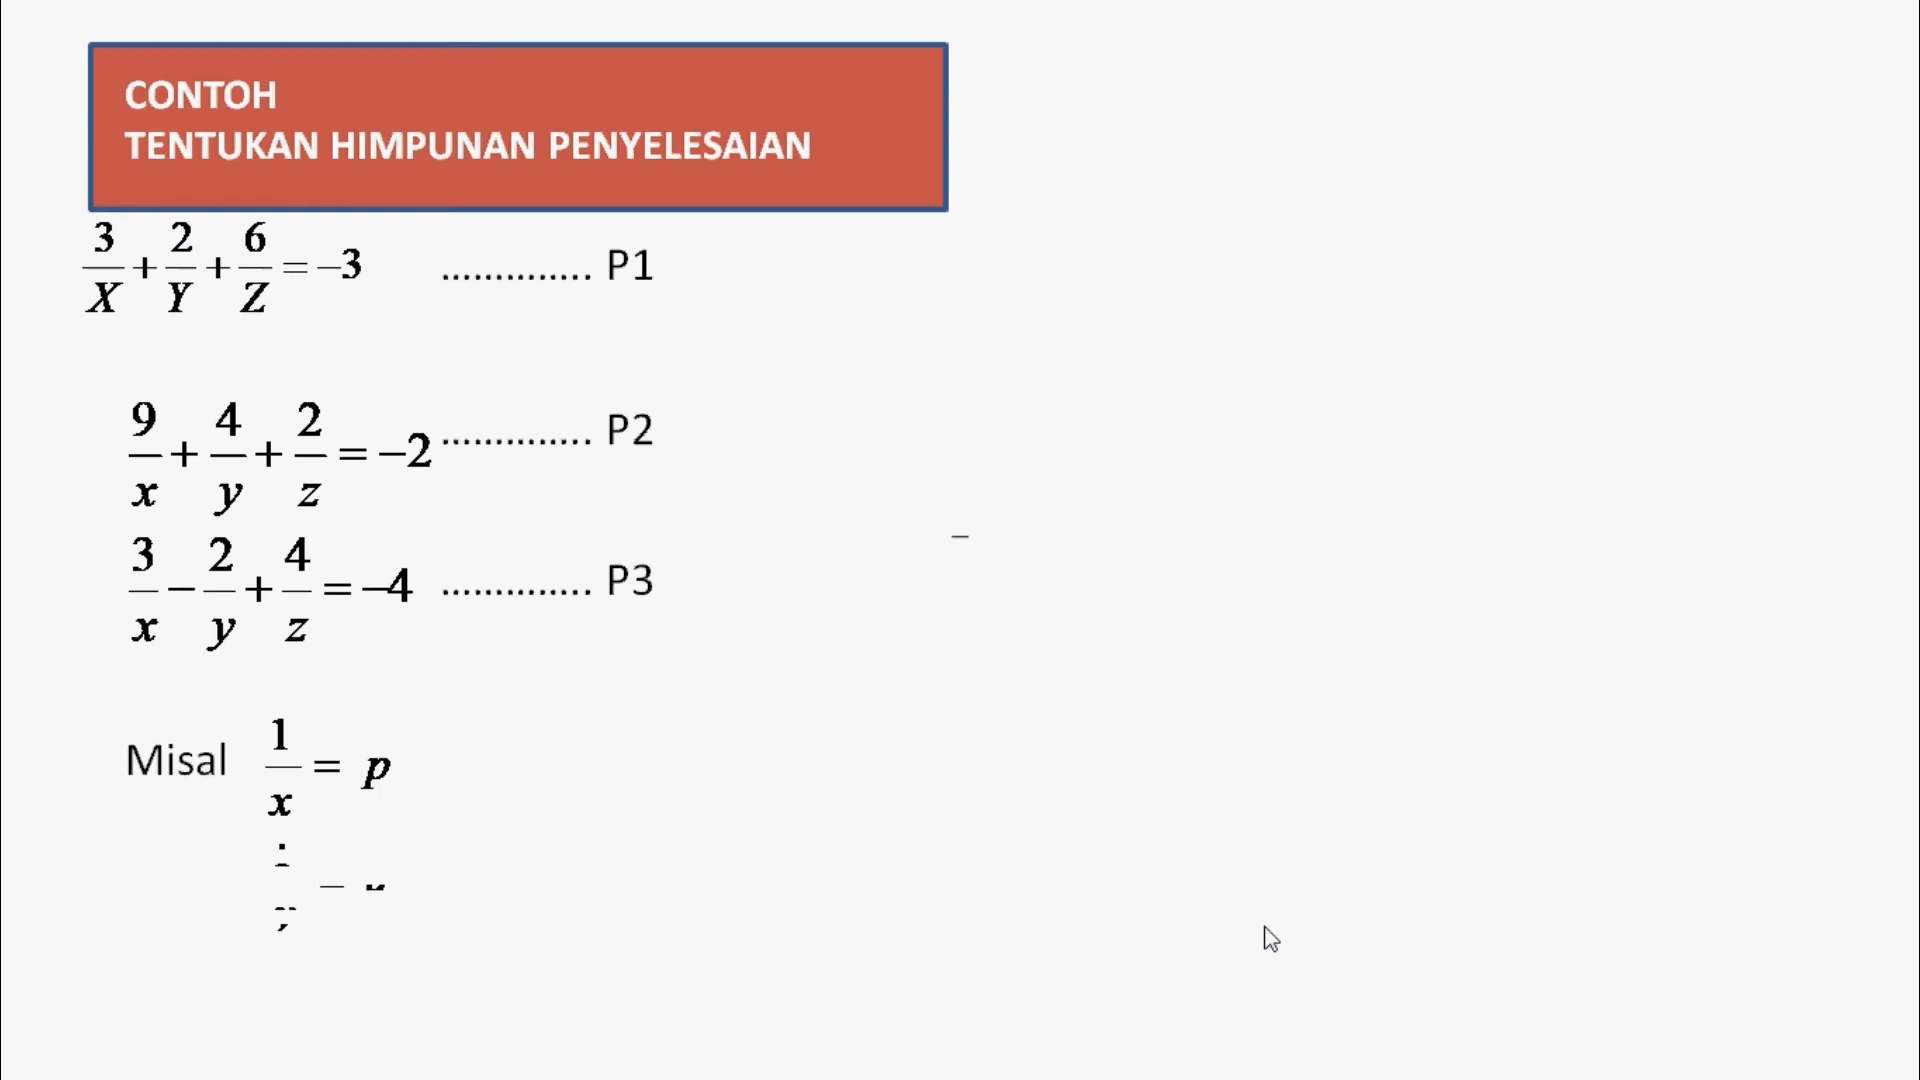 CONTOH
TENTUKAN HIMPUNAN PENYELESAIAN
3/X + 2/Y + 6/Z = −3 .............. P1
9/x + 4/y + 2/z = −2 .............. P2
3/x − 2/y + 4/z = −4 .............. P3
Misal 1/x = p